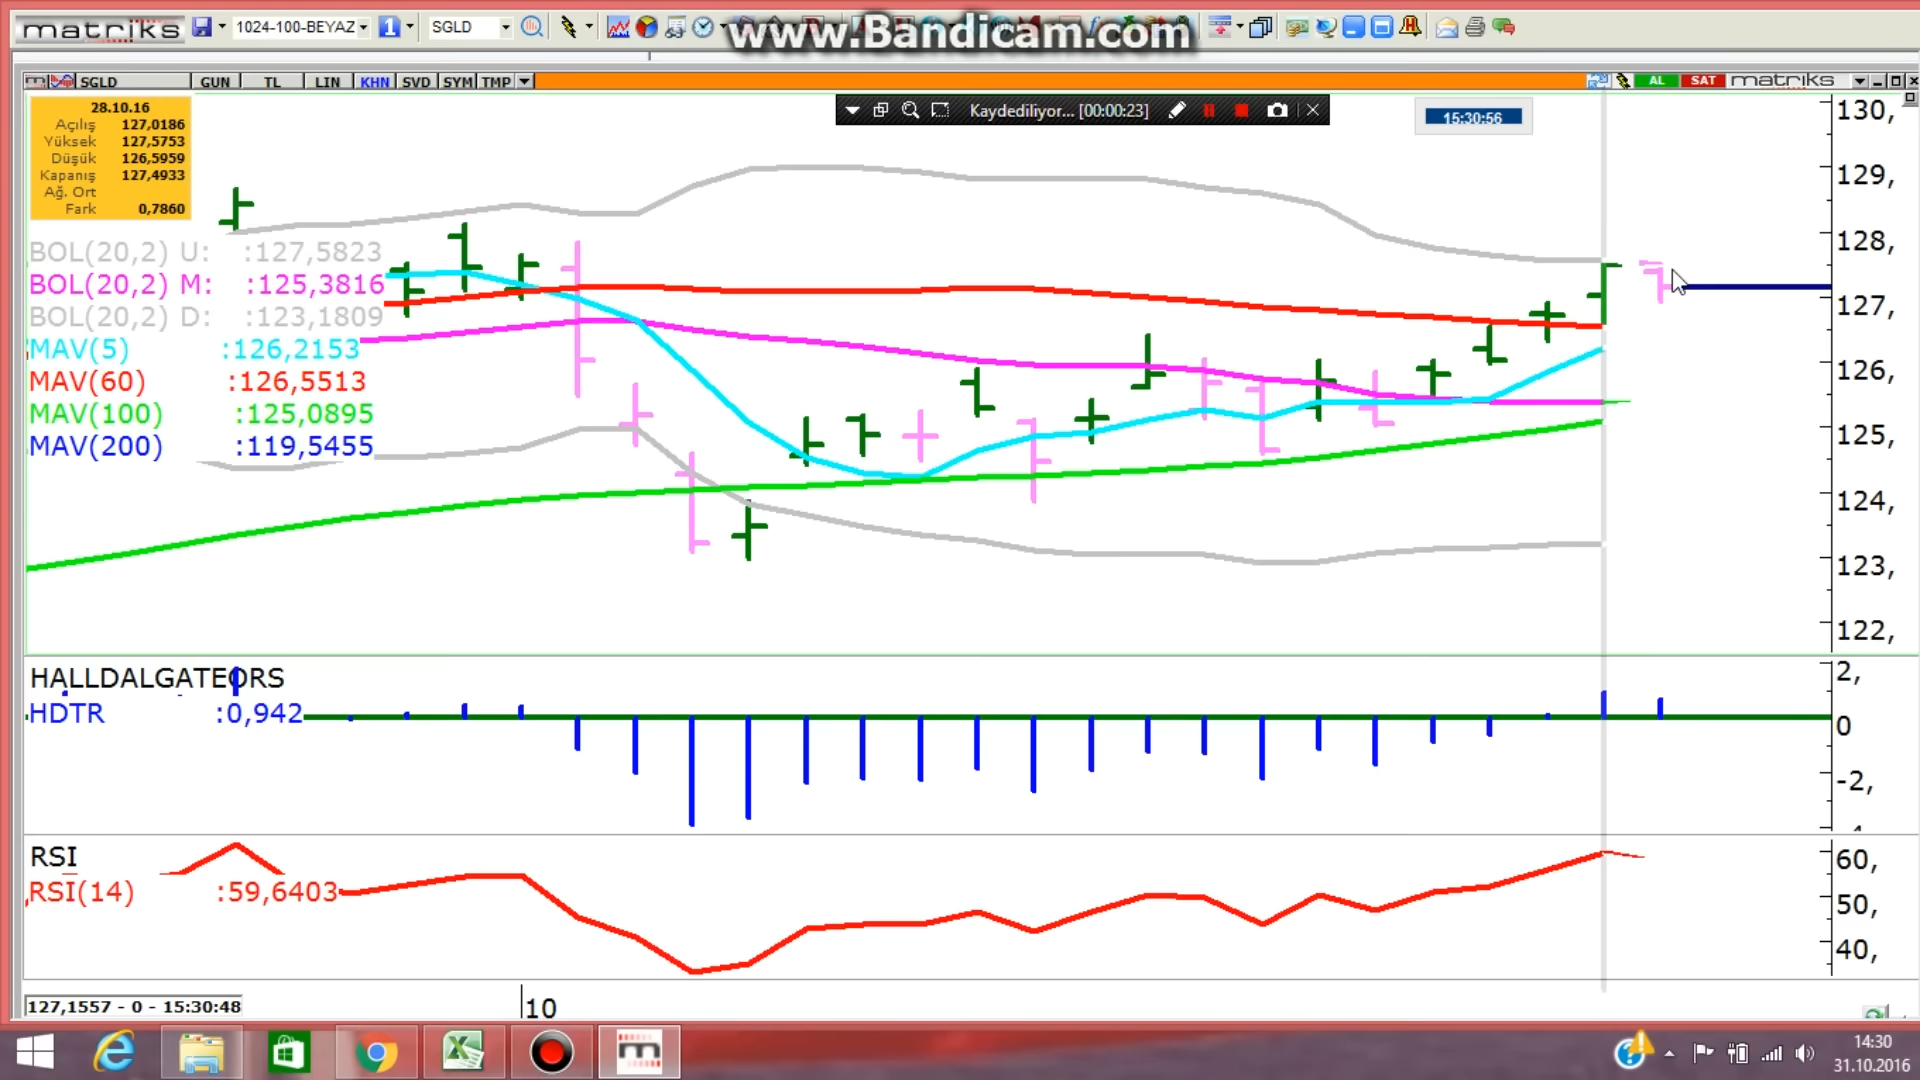 www.Bandicam.com
matriks 1024-100-BEYAZ 1 SGLD
SGLD GUN TL LIN KHN SVD SYM TMP AL SAT matriks
28.10.16
Açılış 127,0186
Yüksek 127,5753
Düşük 126,5959
Kapanış 127,4933
Ağ. Ort
Fark 0,7860
Kaydediliyor... [00:00:23]
15:30:56
BOL(20,2) U: :127,5823
BOL(20,2) M: :125,3816
BOL(20,2) D: :123,1809
MAV(5) :126,2153
MAV(60) :126,5513
MAV(100) :125,0895
MAV(200) :119,5455
130,
129,
128,
127,
126,
125,
124,
123,
122,
HALLDALGATEORS
HDTR :0,942
2,
0
-2,
RSI
RSI(14) :59,6403
60,
50,
40,
127,1557 - 0 - 15:30:48
10
m
14:30
31.10.2016